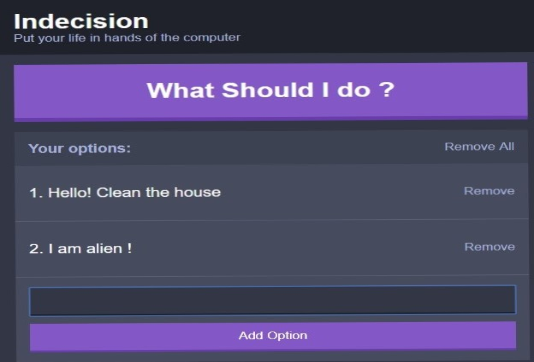 Indecision
Put your life in hands of the computer
What Should I do ?
Your options:
Remove All
1. Hello! Clean the house
Remove
2. I am alien !
Remove
Add Option